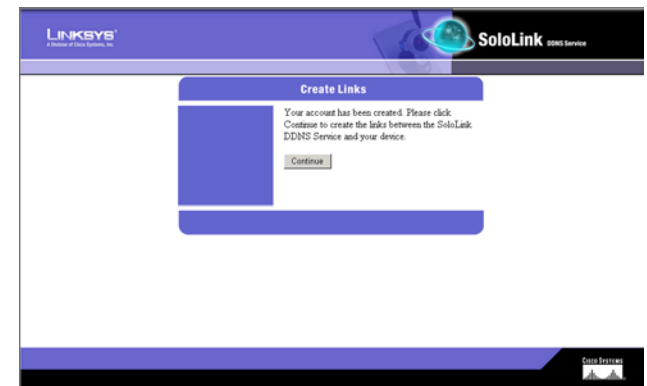 LINKSYS®
A Division of Cisco Systems, Inc.
SoloLink DDNS Service
Create Links
Your account has been created. Please click
Continue to create the links between the SoloLink
DDNS Service and your device.
Continue
CISCO SYSTEMS